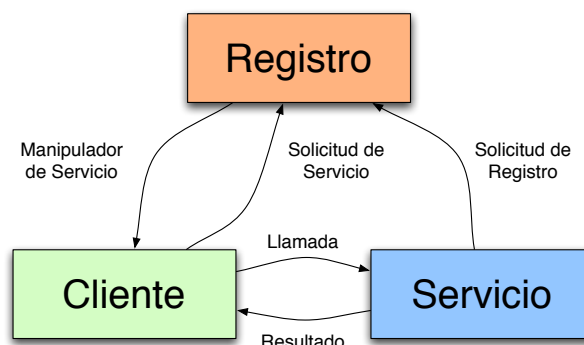 Registro
Manipulador
de Servicio
Solicitud de
Servicio
Solicitud de
Registro
Llamada
Cliente
Servicio
Resultado